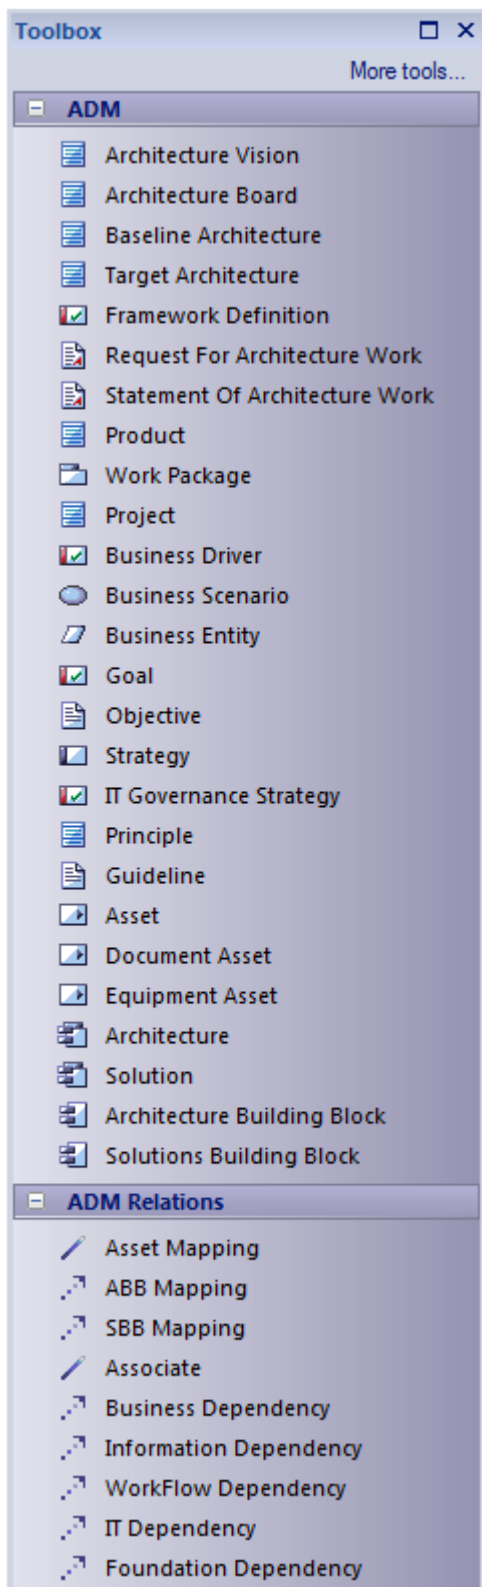 Toolbox
More tools...
ADM
Architecture Vision
Architecture Board
Baseline Architecture
Target Architecture
Framework Definition
Request For Architecture Work
Statement Of Architecture Work
Product
Work Package
Project
Business Driver
Business Scenario
Business Entity
Goal
Objective
Strategy
IT Governance Strategy
Principle
Guideline
Asset
Document Asset
Equipment Asset
Architecture
Solution
Architecture Building Block
Solutions Building Block
ADM Relations
Asset Mapping
ABB Mapping
SBB Mapping
Associate
Business Dependency
Information Dependency
WorkFlow Dependency
IT Dependency
Foundation Dependency